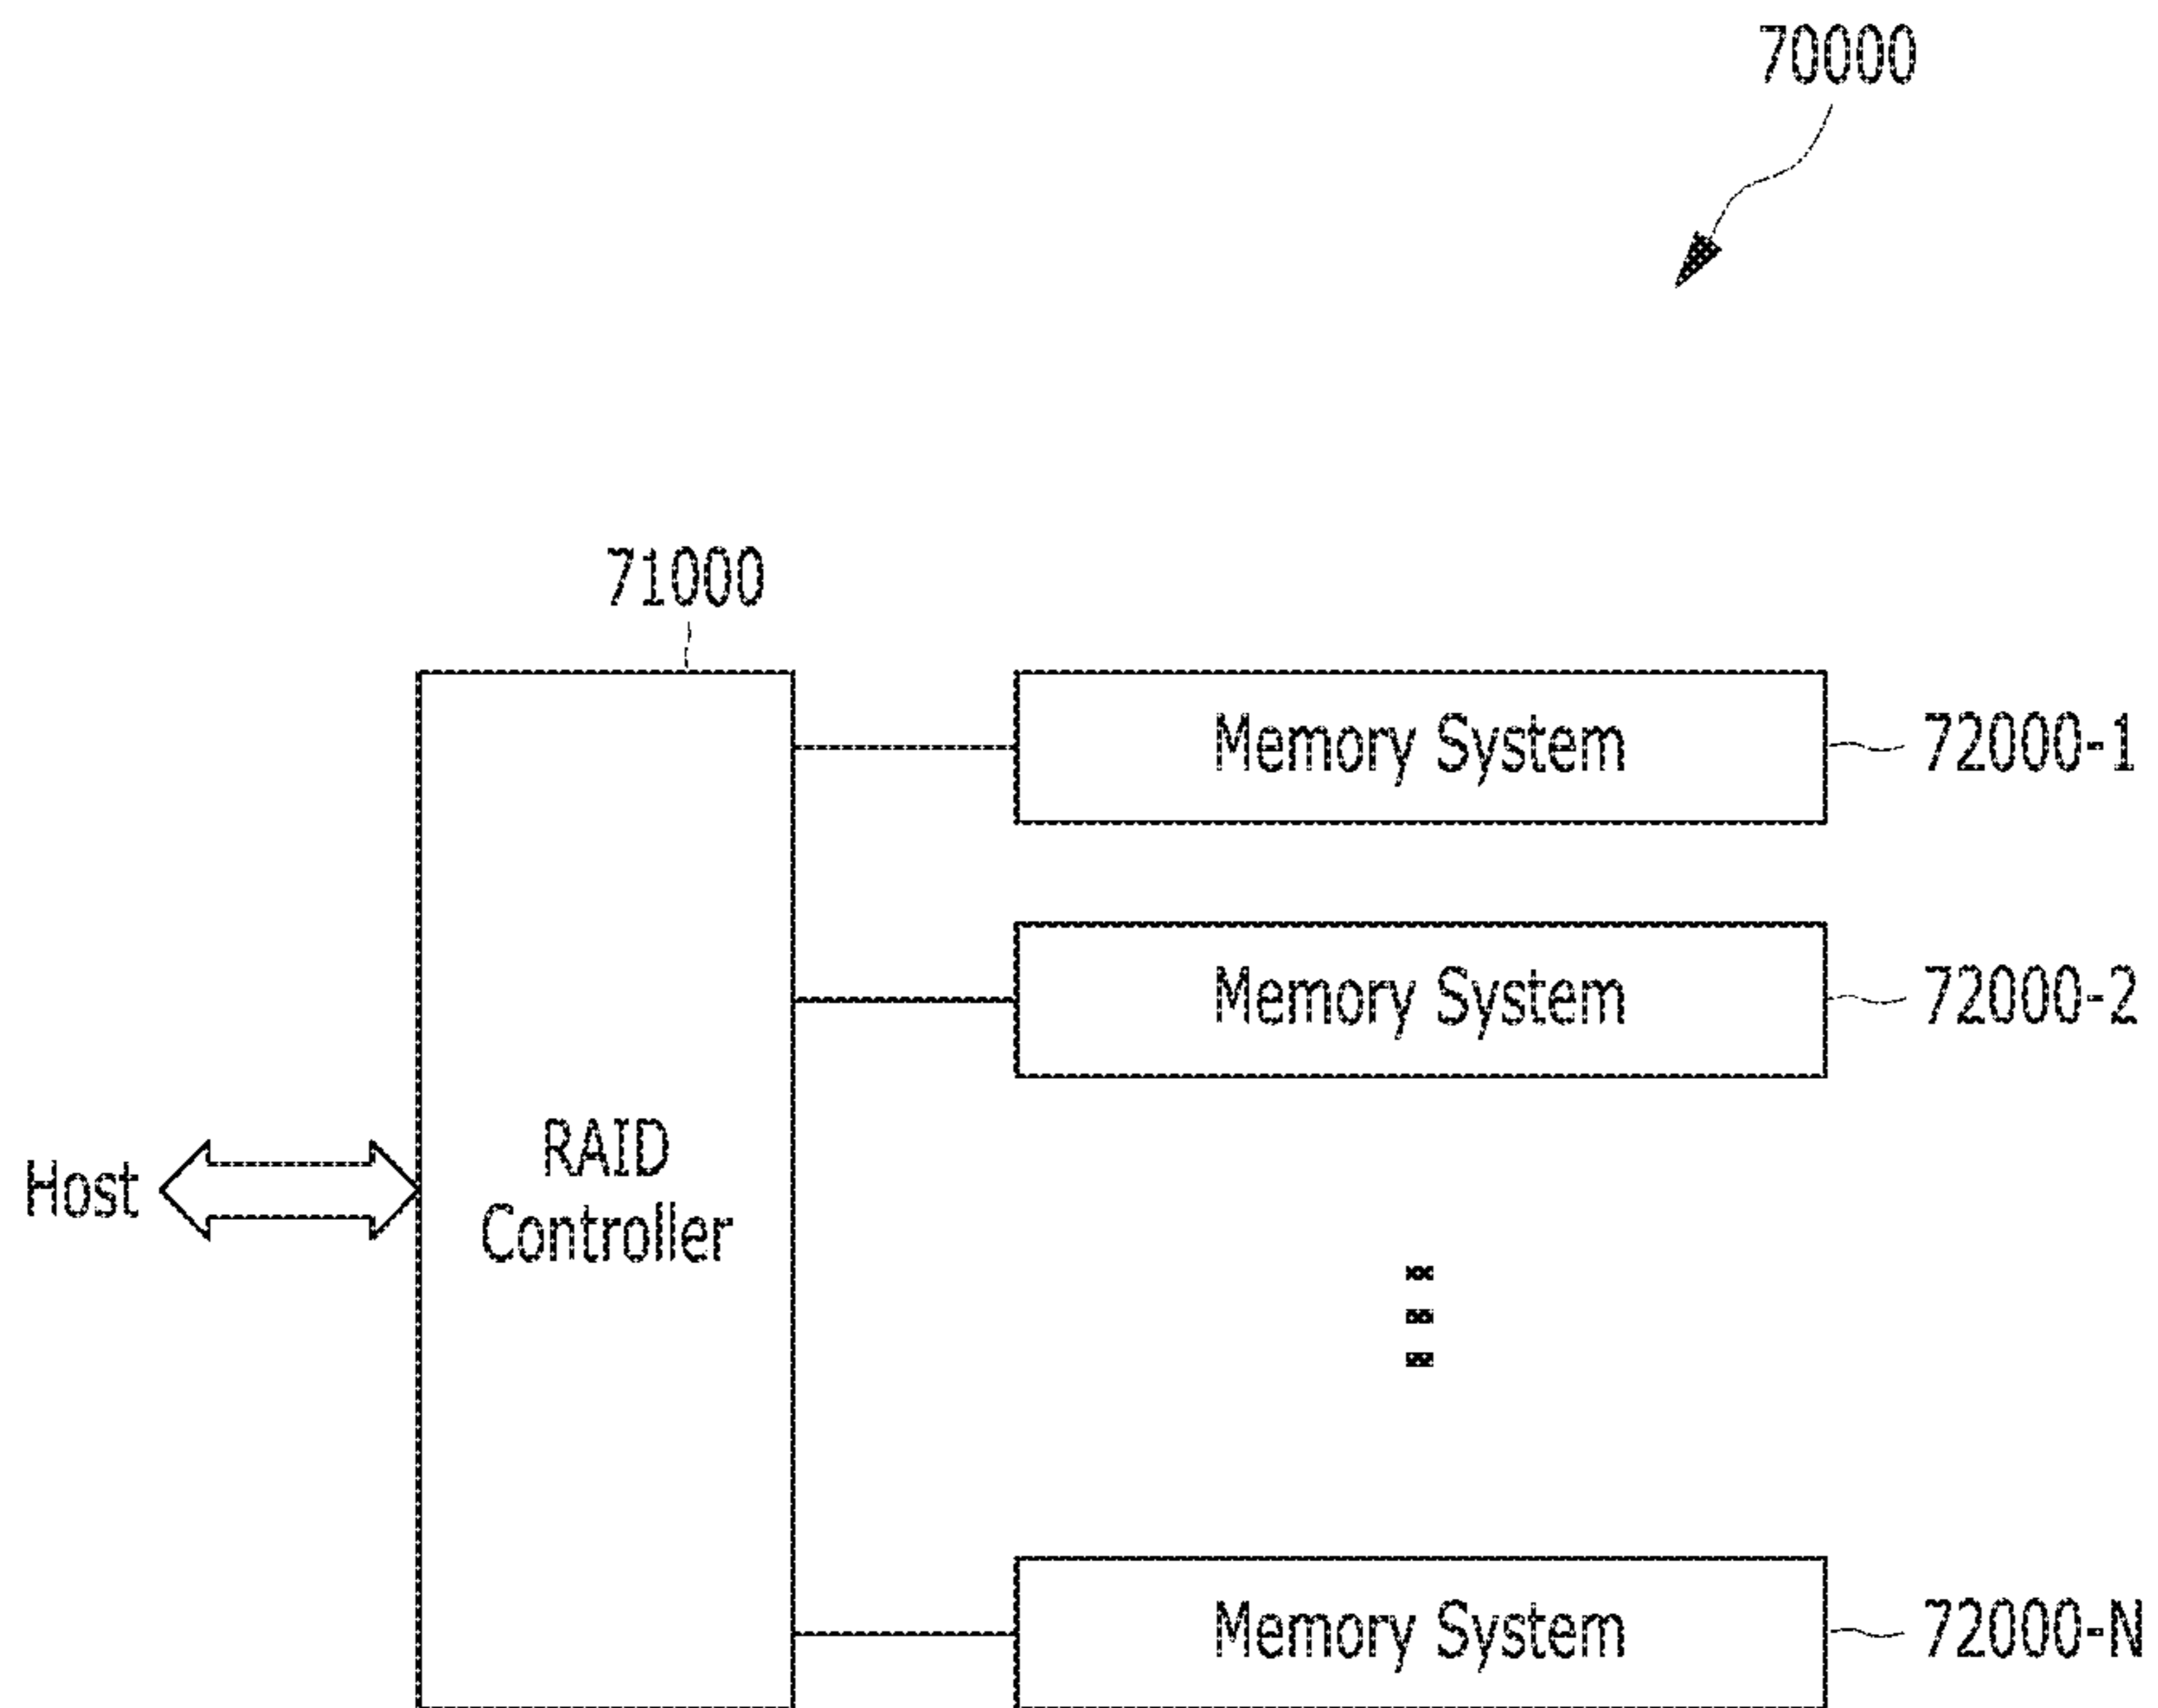 70000
71000
Memory System
72000-1
Memory System
72000-2
Host
RAID
Controller
Memory System
72000-N